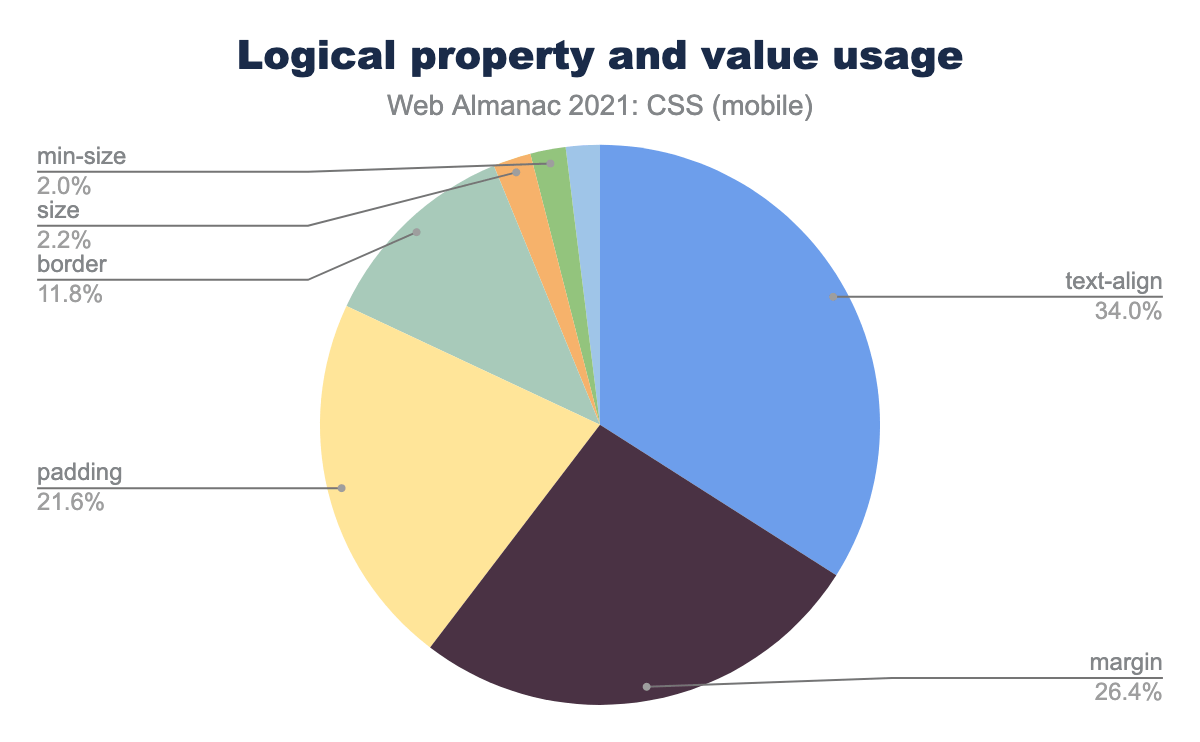 Logical property and value usage
Web Almanac 2021: CSS (mobile)
min-size
2.0%
size
2.2%
border
11.8%
padding
21.6%
text-align
34.0%
margin
26.4%